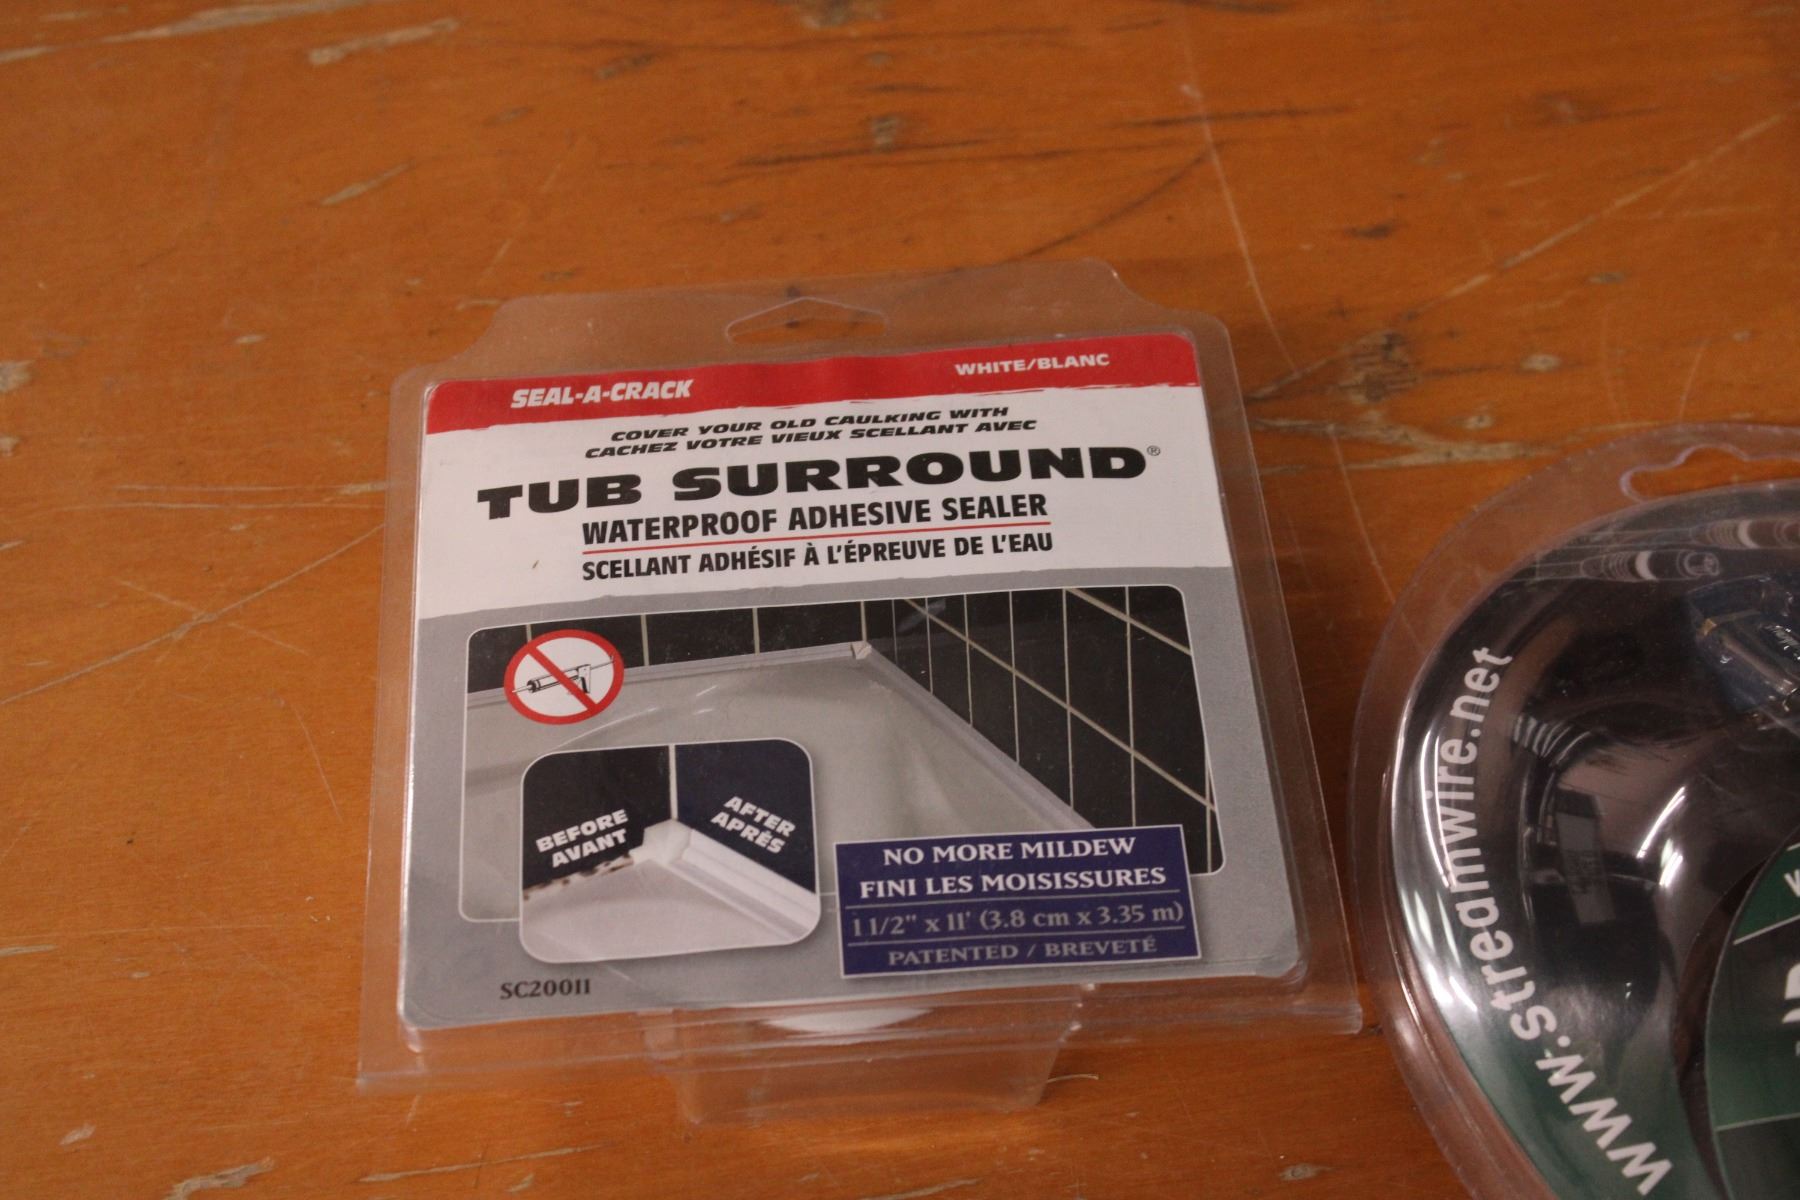 SEAL-A-CRACK
WHITE/BLANC
COVER YOUR OLD CAULKING WITH
CACHEZ VOTRE VIEUX SCELLANT AVEC
TUB SURROUND®
WATERPROOF ADHESIVE SEALER
SCELLANT ADHÉSIF À L'ÉPREUVE DE L'EAU
BEFORE
AVANT
AFTER
APRÈS
NO MORE MILDEW
FINI LES MOISISSURES
1 1/2" x 11' (3.8 cm x 3.35 m)
PATENTED / BREVETÉ
SC20011
www.streamwire.net